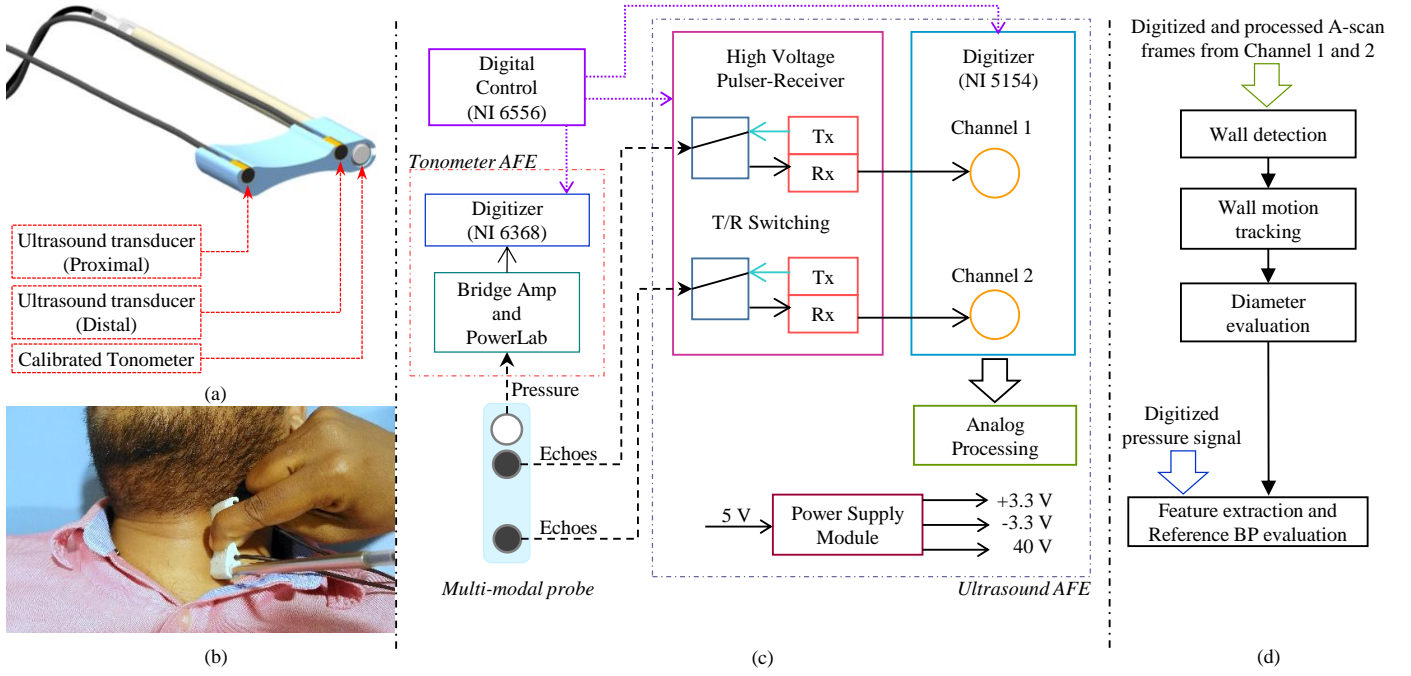 Ultrasound transducer
(Proximal)
Ultrasound transducer
(Distal)
Calibrated Tonometer
(a)
(b)
Digital
Control
(NI 6556)
Tonometer AFE
Digitizer
(NI 6368)
Bridge Amp
and
PowerLab
Pressure
Echoes
Echoes
Multi-modal probe
High Voltage
Pulser-Receiver
Tx
Rx
T/R Switching
Tx
Rx
Digitizer
(NI 5154)
Channel 1
Channel 2
Analog
Processing
5 V
Power Supply
Module
+3.3 V
-3.3 V
40 V
Ultrasound AFE
(c)
Digitized and processed A-scan
frames from Channel 1 and 2
Wall detection
Wall motion
tracking
Diameter
evaluation
Digitized
pressure signal
Feature extraction and
Reference BP evaluation
(d)